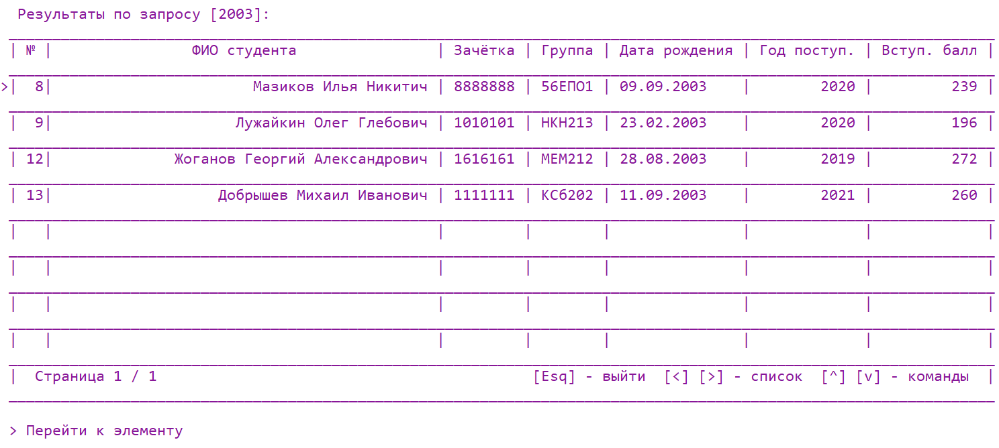 Результаты по запросу [2003]:
| № | ФИО студента | Зачётка | Группа | Дата рождения | Год поступ. | Вступ. балл |
>| 8| Мазиков Илья Никитич | 8888888 | 56ЕПО1 | 09.09.2003 | 2020 | 239 |
| 9| Лужайкин Олег Глебович | 1010101 | НКН213 | 23.02.2003 | 2020 | 196 |
| 12| Жоганов Георгий Александрович | 1616161 | МЕМ212 | 28.08.2003 | 2019 | 272 |
| 13| Добрышев Михаил Иванович | 1111111 | КС6202 | 11.09.2003 | 2021 | 260 |
| Страница 1 / 1 [Esq] - выйти [<] [>] - список [^] [v] - команды |
> Перейти к элементу